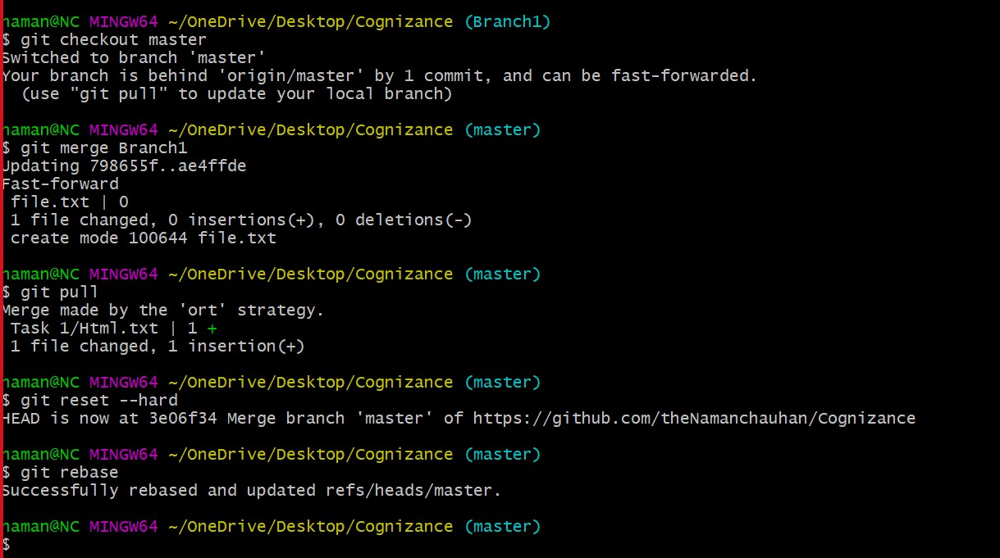 naman@NC MINGW64 ~/OneDrive/Desktop/Cognizance (Branch1)
$ git checkout master
Switched to branch 'master'
Your branch is behind 'origin/master' by 1 commit, and can be fast-forwarded.
  (use "git pull" to update your local branch)

naman@NC MINGW64 ~/OneDrive/Desktop/Cognizance (master)
$ git merge Branch1
Updating 798655f..ae4ffde
Fast-forward
 file.txt | 0
 1 file changed, 0 insertions(+), 0 deletions(-)
 create mode 100644 file.txt

naman@NC MINGW64 ~/OneDrive/Desktop/Cognizance (master)
$ git pull
Merge made by the 'ort' strategy.
 Task 1/Html.txt | 1 +
 1 file changed, 1 insertion(+)

naman@NC MINGW64 ~/OneDrive/Desktop/Cognizance (master)
$ git reset --hard
HEAD is now at 3e06f34 Merge branch 'master' of https://github.com/theNamanchauhan/Cognizance

naman@NC MINGW64 ~/OneDrive/Desktop/Cognizance (master)
$ git rebase
Successfully rebased and updated refs/heads/master.

naman@NC MINGW64 ~/OneDrive/Desktop/Cognizance (master)
$